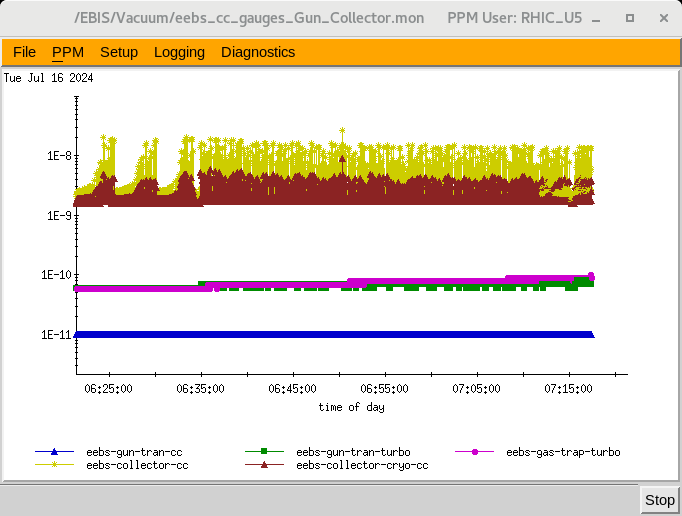 /EBIS/Vacuum/eebs_cc_gauges_Gun_Collector.mon PPM User: RHIC_U5
File PPM Setup Logging Diagnostics
Tue Jul 16 2024
1E-8
1E-9
1E-10
1E-11
06:25:00 06:35:00 06:45:00 06:55:00 07:05:00 07:15:00
time of day
eebs-gun-tran-cc eebs-gun-tran-turbo eebs-gas-trap-turbo
eebs-collector-cc eebs-collector-cryo-cc
Stop